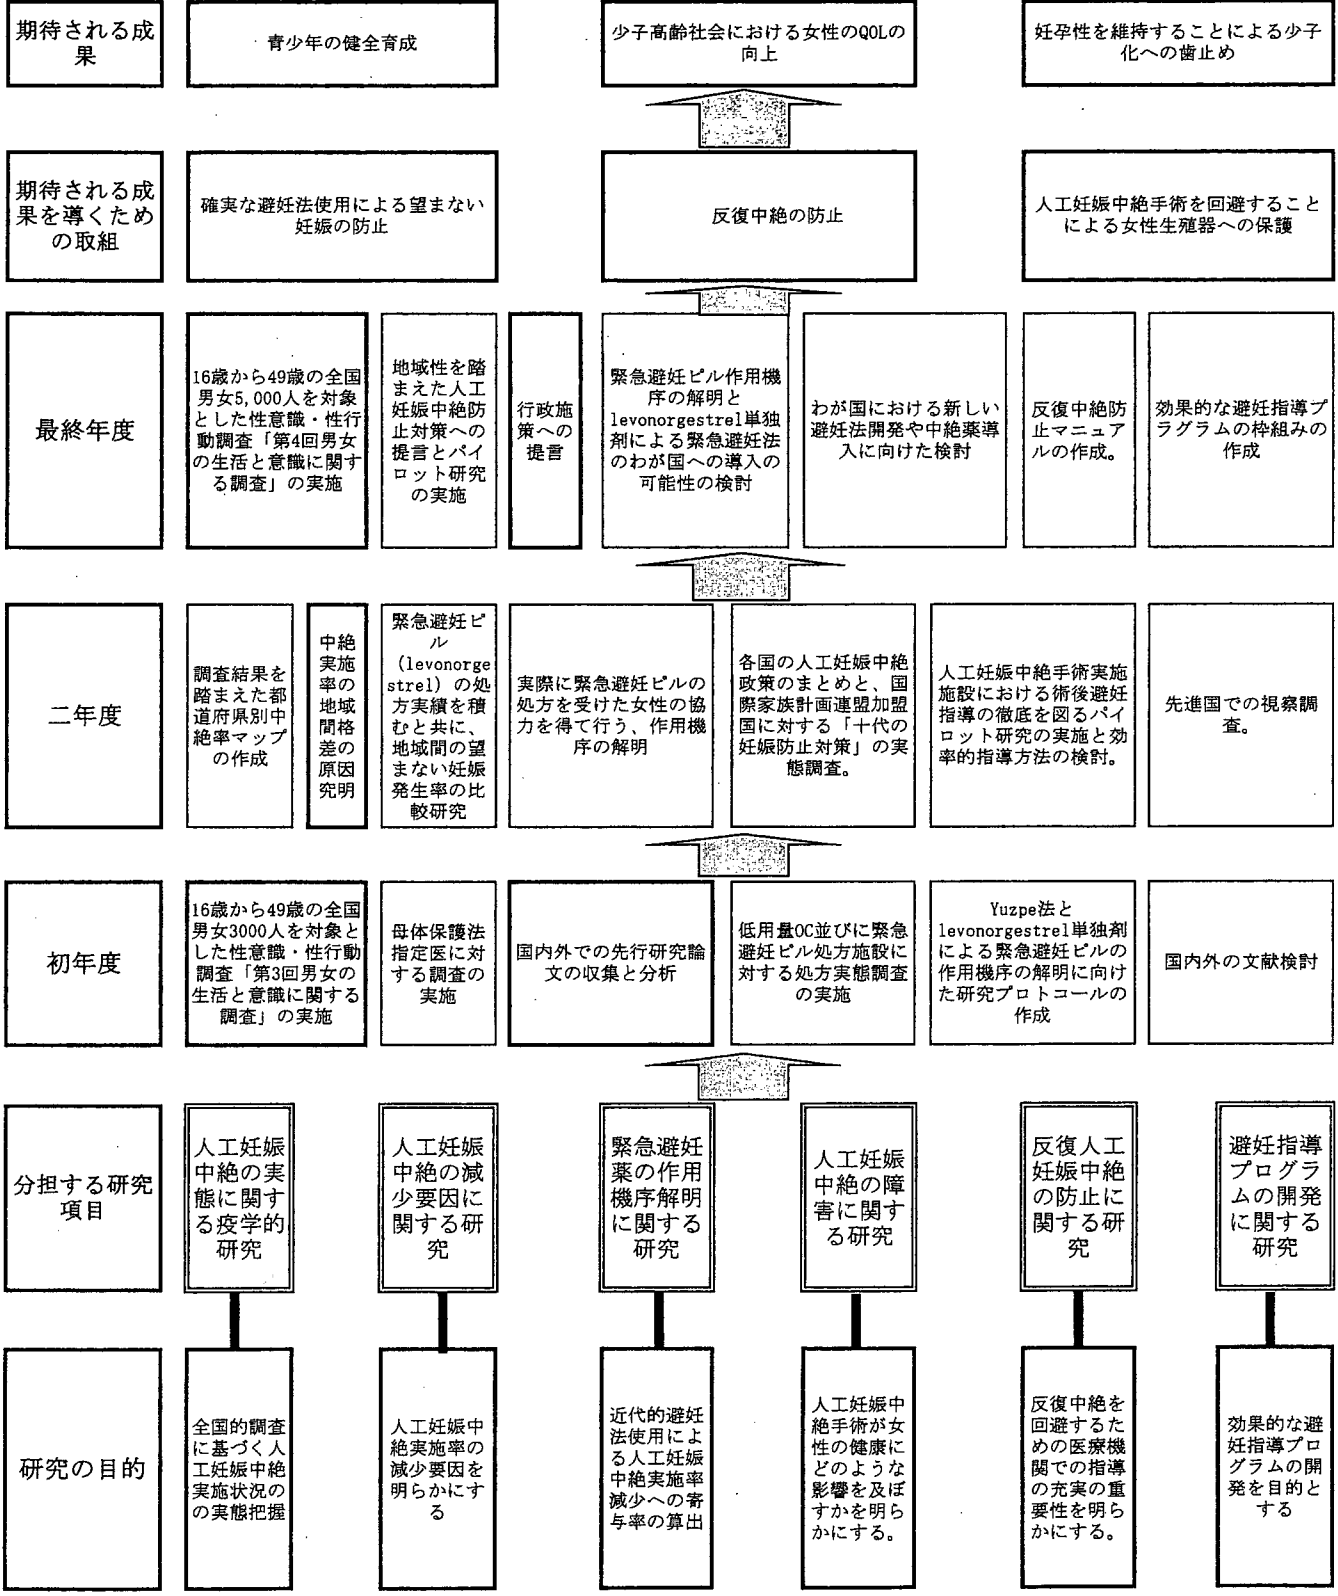 期待される成
果
青少年の健全育成
少子高齢社会における女性のQOLの
向上
妊孕性を維持することによる少子
化への歯止め
期待される成
果を導くため
の取組
確実な避妊法使用による望まない
妊娠の防止
反復中絶の防止
人工妊娠中絶手術を回避すること
による女性生殖器への保護
最終年度
16歳から49歳の全国
男女5,000人を対象
とした性意識・性行
動調査「第4回男女
の生活と意識に関す
る調査」の実施
地域性を踏
まえた人工
妊娠中絶防
止対策への
提言とパイ
ロット研究
の実施
行政施
策への
提言
緊急避妊ピル作用機
序の解明と
levonorgestrel単独
剤による緊急避妊法
のわが国への導入の
可能性の検討
わが国における新しい
避妊法開発や中絶薬導
入に向けた検討
反復中絶防
止マニュア
ルの作成。
効果的な避妊指導プ
ラグラムの枠組みの
作成
二年度
調査結果を
踏まえた都
道府県別中
絶率マップ
の作成
中絶
実施
率の
地域
間格
差の
原因
究明
緊急避妊ピ
ル
（levonorge
strel）の処
方実績を積
むと共に、
地域間の望
まない妊娠
発生率の比
較研究
実際に緊急避妊ピルの
処方を受けた女性の協
力を得て行う、作用機
序の解明
各国の人工妊娠中絶
政策のまとめと、国
際家族計画連盟加盟
国に対する「十代の
妊娠防止対策」の実
態調査。
人工妊娠中絶手術実施
施設における術後避妊
指導の徹底を図るパイ
ロット研究の実施と効
率的指導方法の検討。
先進国での視察調
査。
初年度
16歳から49歳の全国
男女3000人を対象
とした性意識・性行動
調査「第3回男女の
生活と意識に関する
調査」の実施
母体保護法
指定医に対
する調査の
実施
国内外での先行研究論
文の収集と分析
低用量OC並びに緊急
避妊ピル処方施設に
対する処方実態調査
の実施
Yuzpe法と
levonorgestrel単独剤
による緊急避妊ピルの
作用機序の解明に向け
た研究プロトコールの
作成
国内外の文献検討
分担する研究
項目
人工妊娠
中絶の実
態に関す
る疫学的
研究
人工妊娠
中絶の減
少要因に
関する研
究
緊急避妊
薬の作用
機序解明
に関する
研究
人工妊娠
中絶の障
害に関す
る研究
反復人工
妊娠中絶
の防止に
関する研
究
避妊指導
プログラ
ムの開発
に関する
研究
研究の目的
全国的調査
に基づく人
工妊娠中絶
実施状況の
の実態把握
人工妊娠中
絶実施率の
減少要因を
明らかにす
る
近代的避妊
法使用によ
る人工妊娠
中絶実施率
減少への寄
与率の算出
人工妊娠中
絶手術が女
性の健康に
どのような
影響を及ぼ
すかを明ら
かにする。
反復中絶を
回避するた
めの医療機
関での指導
の充実の重
要性を明ら
かにする。
効果的な避
妊指導プロ
グラムの開
発を目的と
する